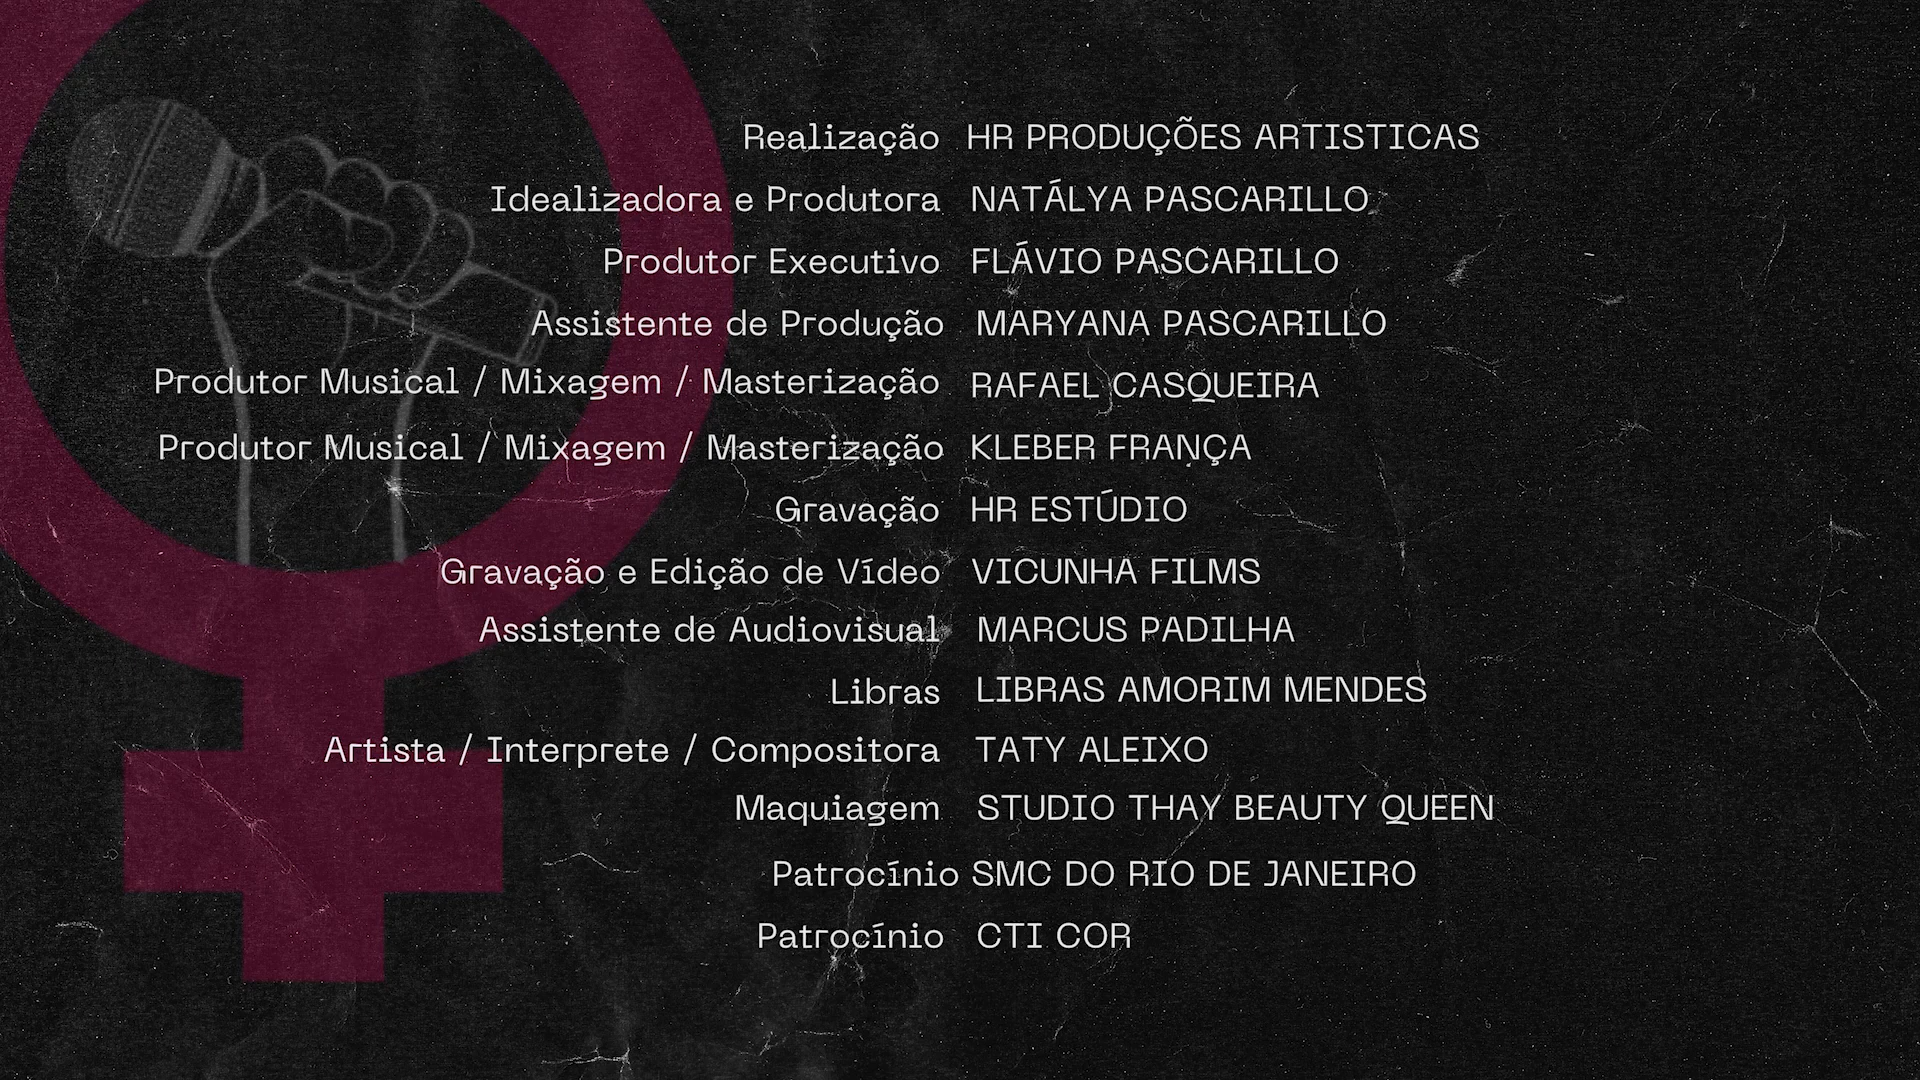 Realização HR PRODUÇÕES ARTISTICAS
Idealizadora e Produtora NATÁLYA PASCARILLO
Produtor Executivo FLÁVIO PASCARILLO
Assistente de Produção MARYANA PASCARILLO
Produtor Musical / Mixagem / Masterização RAFAEL CASQUEIRA
Produtor Musical / Mixagem / Masterização KLEBER FRANÇA
Gravação HR ESTÚDIO
Gravação e Edição de Vídeo VICUNHA FILMS
Assistente de Audiovisual MARCUS PADILHA
Libras LIBRAS AMORIM MENDES
Artista / Interprete / Compositora TATY ALEIXO
Maquiagem STUDIO THAY BEAUTY QUEEN
Patrocínio SMC DO RIO DE JANEIRO
Patrocínio CTI COR